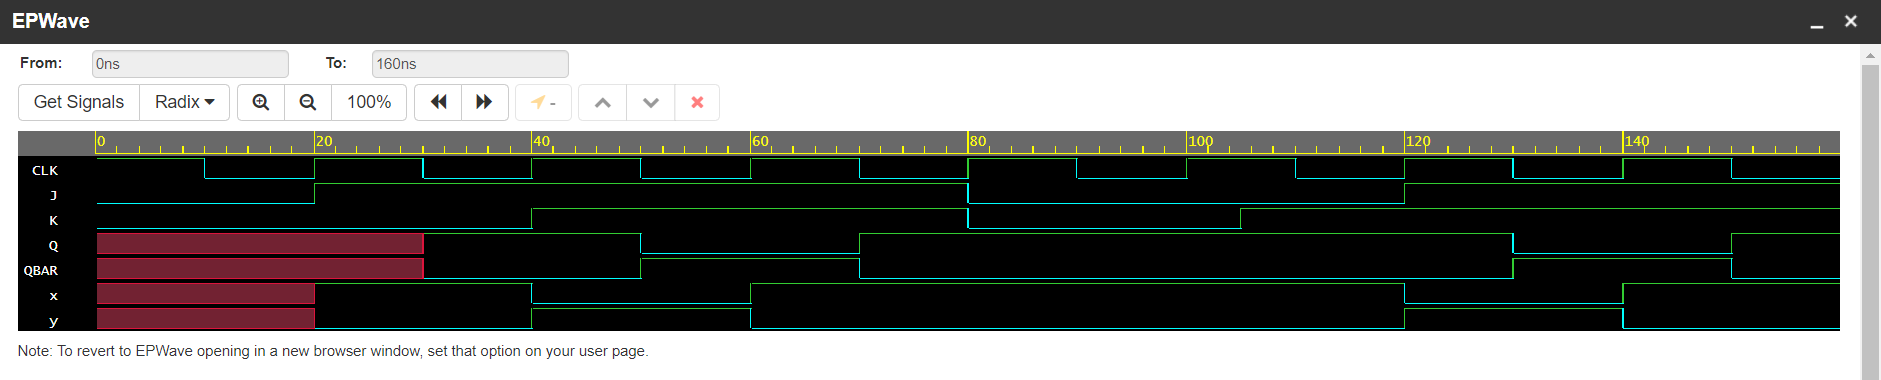 EPWave
From: 0ns To: 160ns
Get Signals Radix 100% -
0 20 40 60 80 100 120 140
CLK
J
K
Q
QBAR
x
y
Note: To revert to EPWave opening in a new browser window, set that option on your user page.